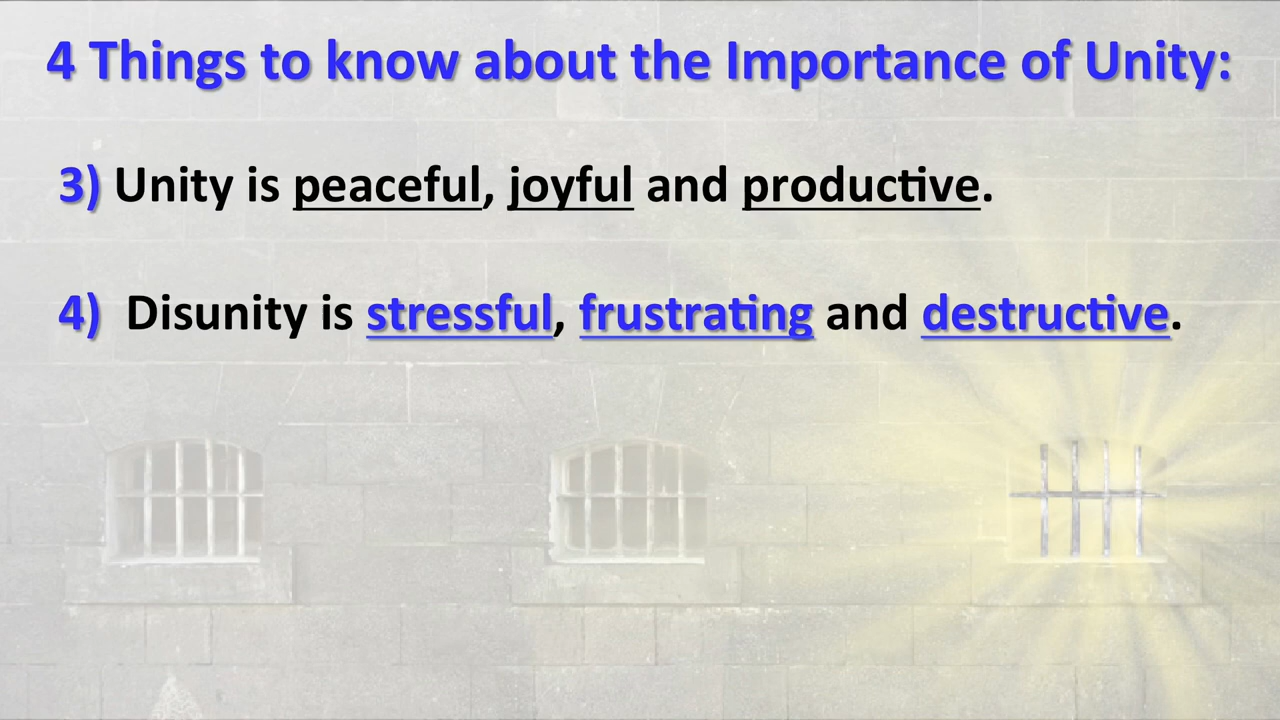 4 Things to know about the Importance of Unity:
3) Unity is peaceful, joyful and productive.
4) Disunity is stressful, frustrating and destructive.